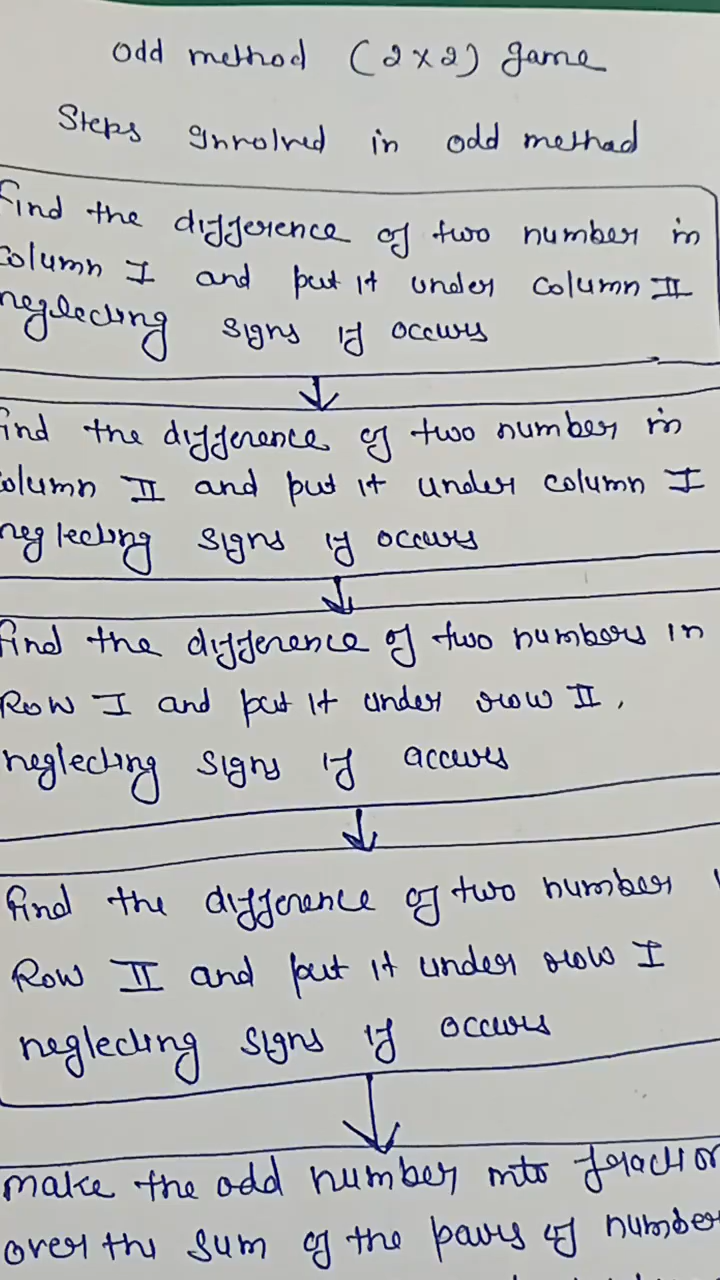 Odd method (2×2) game
Steps Involved in odd method
Find the difference of two number in
column I and put it under column II
neglecting signs if occurs
Find the difference of two number in
column II and put it under column I
neglecting signs if occurs
Find the difference of two numbers in
Row I and put it under row II,
neglecting signs if accurs
Find the difference of two number
Row II and put it under row I
neglecting signs if occurs
make the odd number into fraction
over the sum of the pairs of number